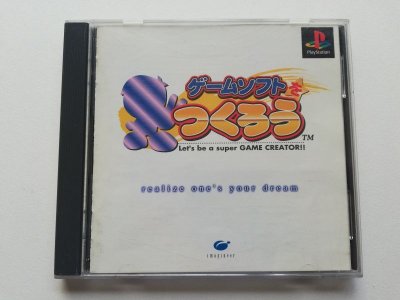 PlayStation
ゲームソフトを
つくろう
TM
Let's be a super GAME CREATOR!!
realize one's your dream
imagineer